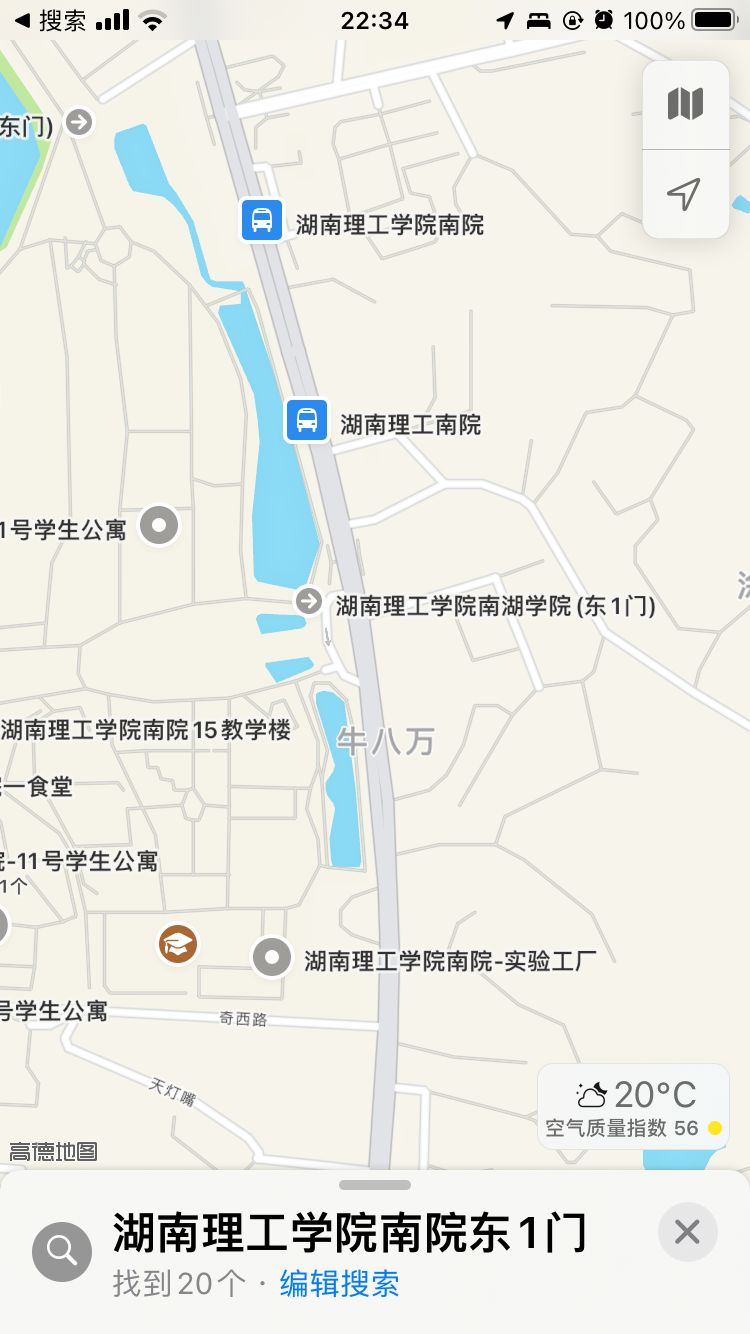 搜索
22:34
100%
东门)
湖南理工学院南院
湖南理工南院
1号学生公寓
湖南理工学院南湖学院(东1门)
湖南理工学院南院15教学楼
牛八万
一食堂
-11号学生公寓
1个
湖南理工学院南院-实验工厂
号学生公寓
奇西路
天灯嘴
20°C
空气质量指数 56
高德地图
湖南理工学院南院东1门
找到20个 · 编辑搜索